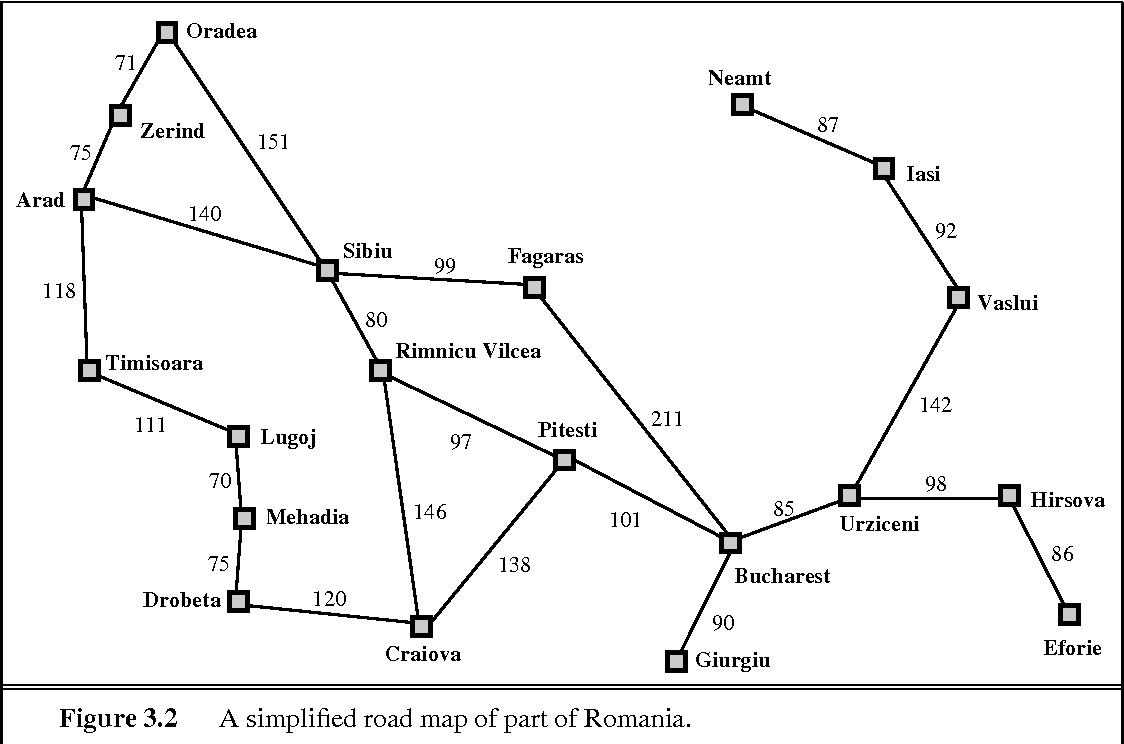 Oradea
71
Neamt
Zerind
87
151
75
Iasi
Arad
140
92
Sibiu
Fagaras
99
118
Vaslui
80
Rimnicu Vilcea
Timisoara
142
211
111
Pitesti
Lugoj
97
70
98
Hirsova
146
85
Mehadia
101
Urziceni
86
75
138
Bucharest
Drobeta
120
90
Craiova
Eforie
Giurgiu
Figure 3.2 A simplified road map of part of Romania.